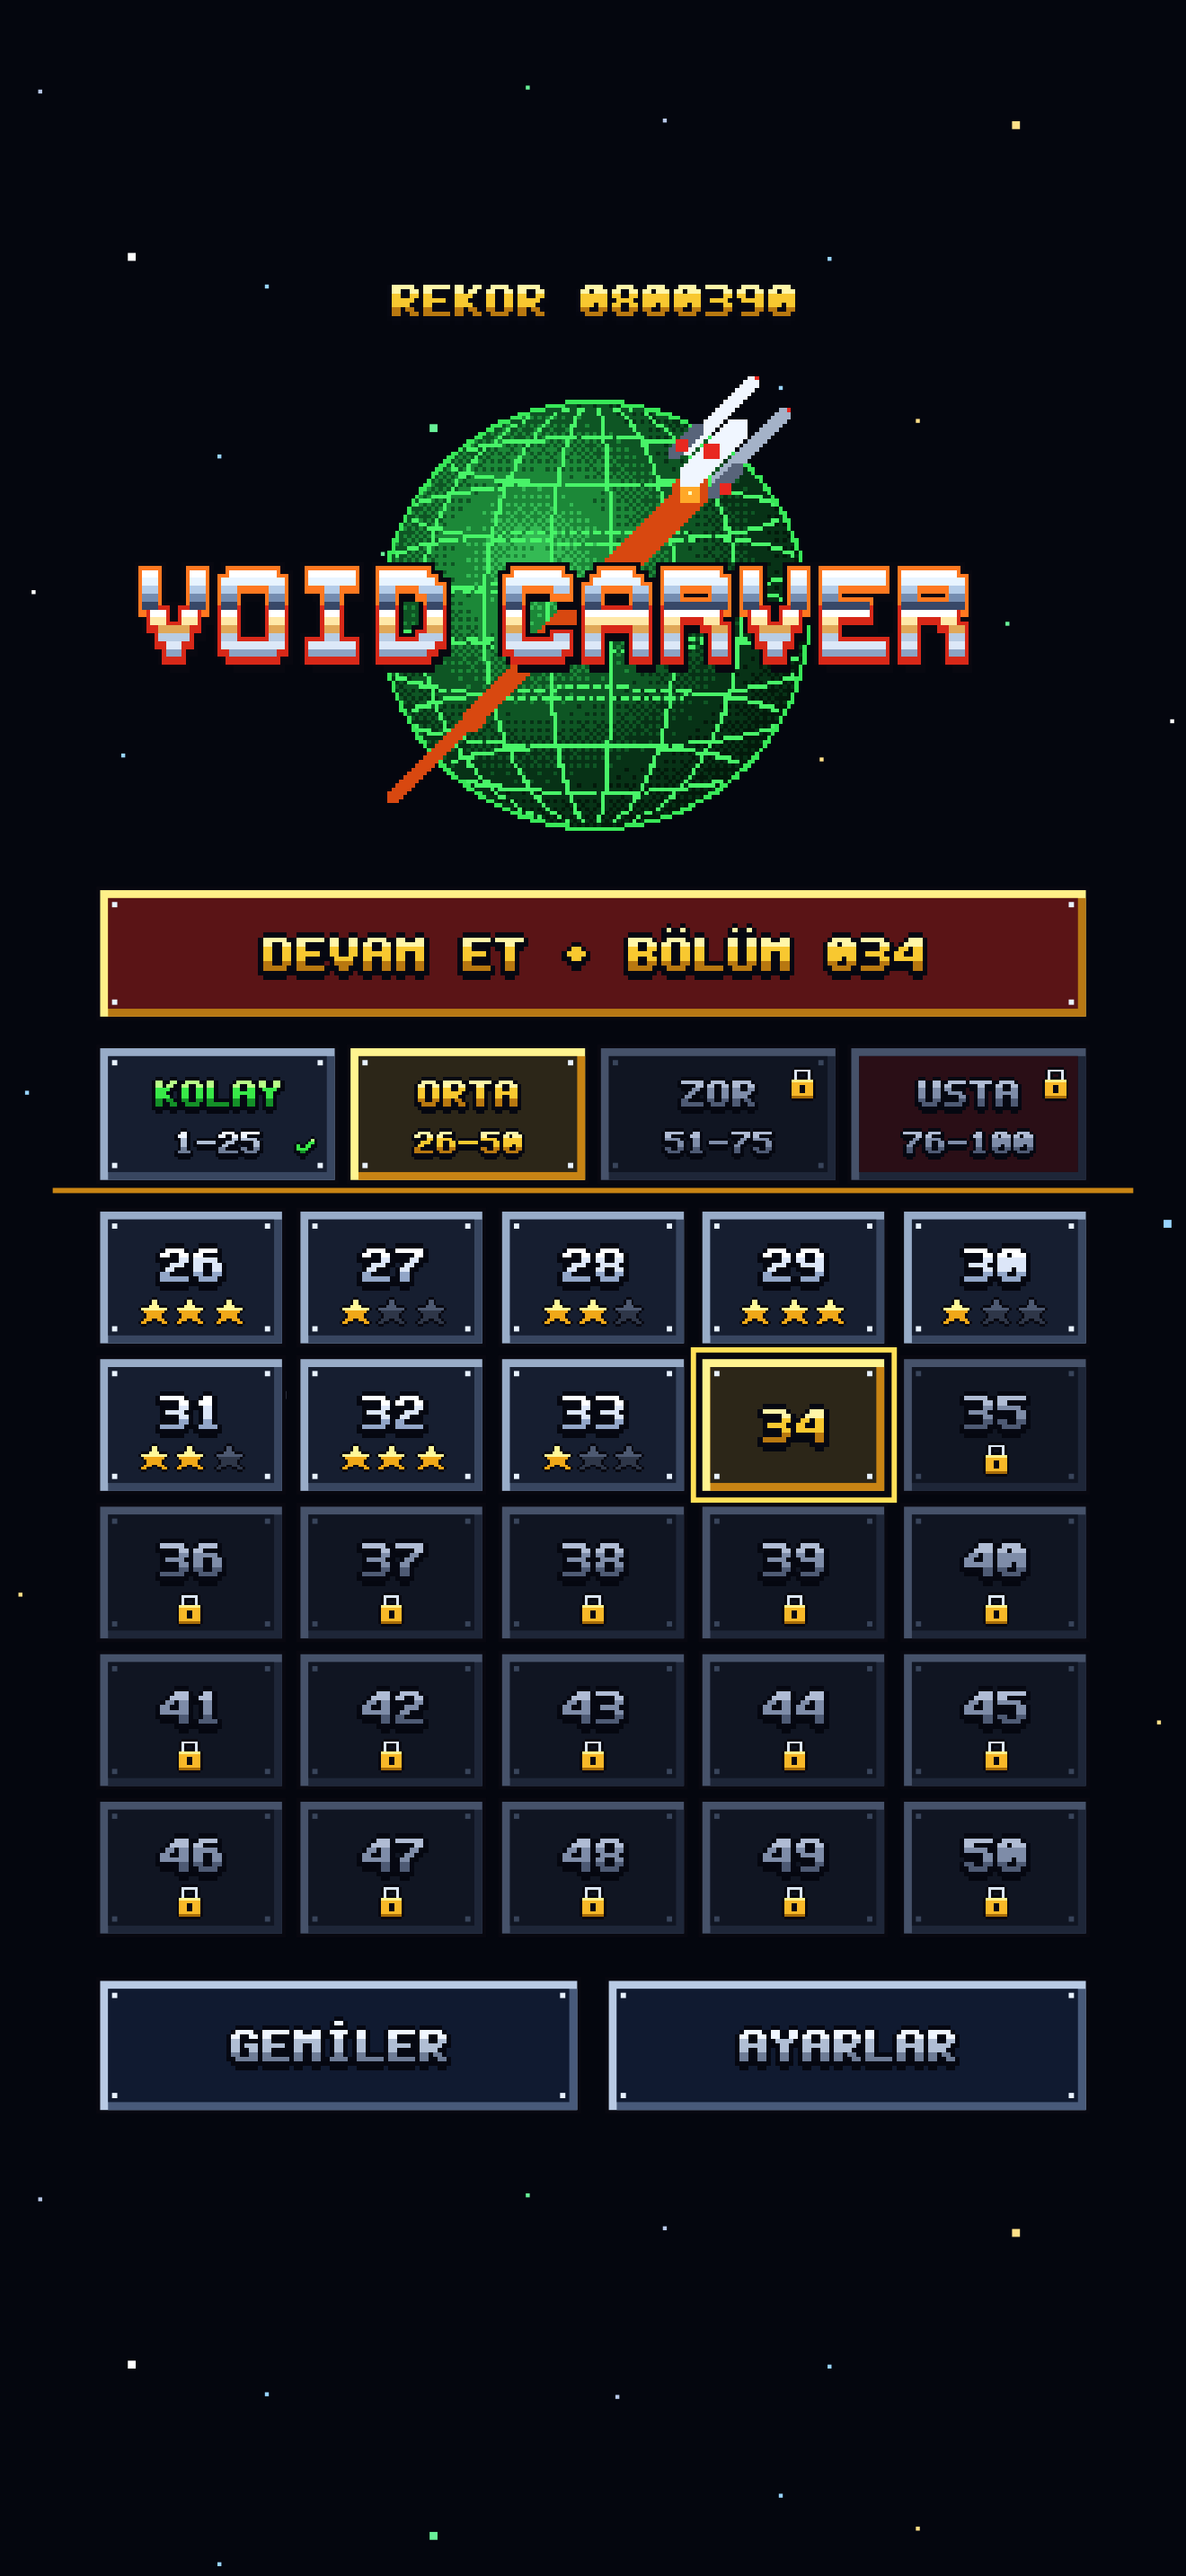 REKOR 0800390
VOID CARVER
DEVAM ET • BÖLÜM 034
KOLAY ORTA ZOR USTA
1-25 26-50 51-75 76-100
26 27 28 29 30
31 32 33 34 35
36 37 38 39 40
41 42 43 44 45
46 47 48 49 50
GEMİLER AYARLAR